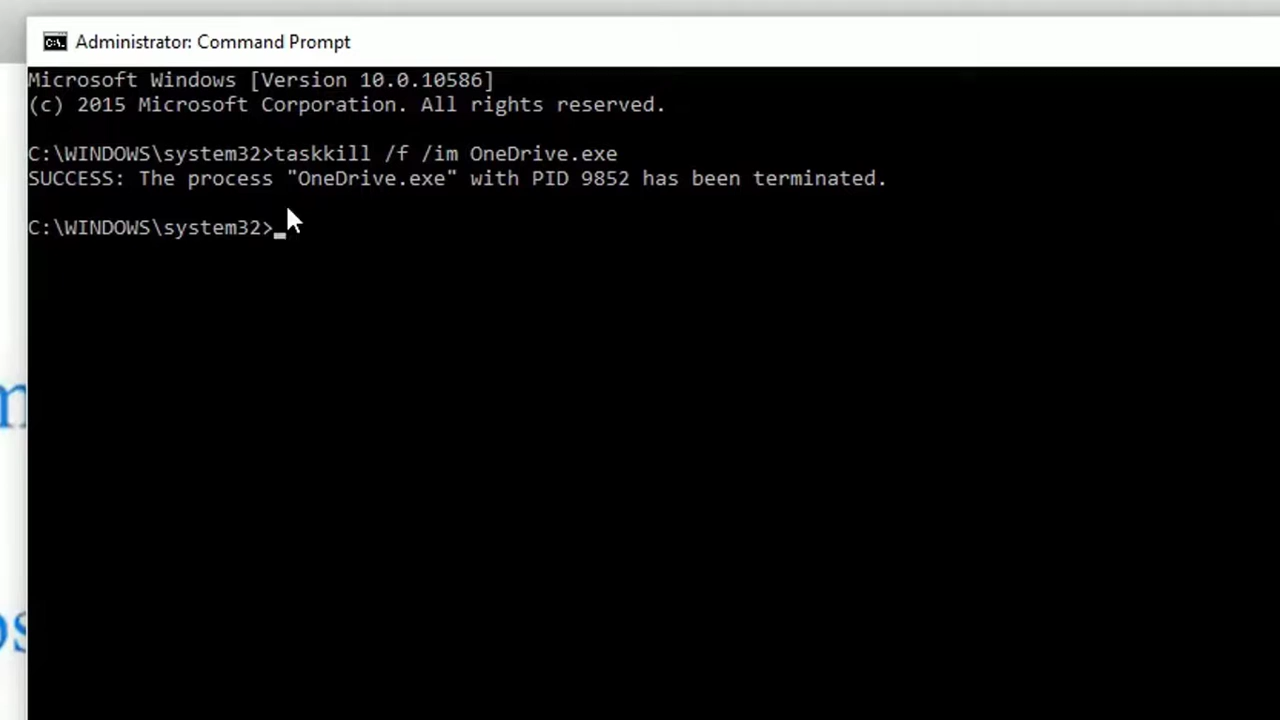 Administrator: Command Prompt
Microsoft Windows [Version 10.0.10586]
(c) 2015 Microsoft Corporation. All rights reserved.
C:\WINDOWS\system32>taskkill /f /im OneDrive.exe
SUCCESS: The process "OneDrive.exe" with PID 9852 has been terminated.
C:\WINDOWS\system32>_